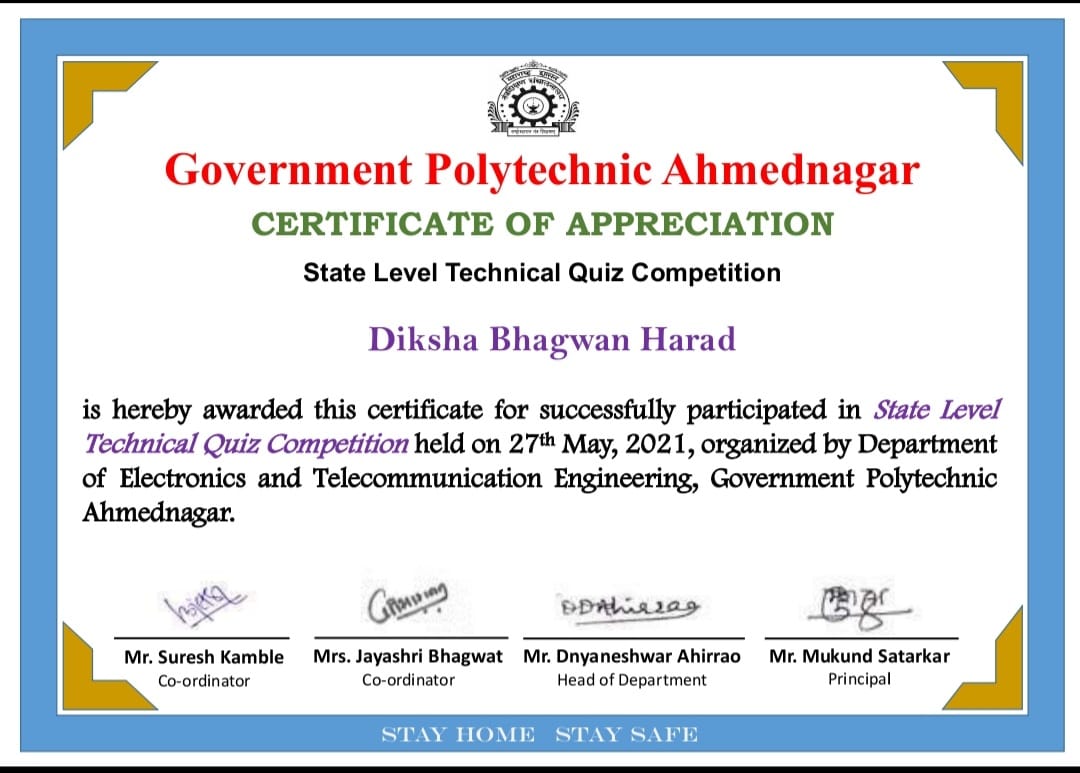 महाराष्ट्र शासन
Government Polytechnic Ahmednagar
CERTIFICATE OF APPRECIATION
State Level Technical Quiz Competition
Diksha Bhagwan Harad
is hereby awarded this certificate for successfully participated in State Level
Technical Quiz Competition held on 27th May, 2021, organized by Department
of Electronics and Telecommunication Engineering, Government Polytechnic
Ahmednagar.
Mr. Suresh Kamble Mrs. Jayashri Bhagwat Mr. Dnyaneshwar Ahirrao Mr. Mukund Satarkar
Co-ordinator Co-ordinator Head of Department Principal
STAY HOME STAY SAFE